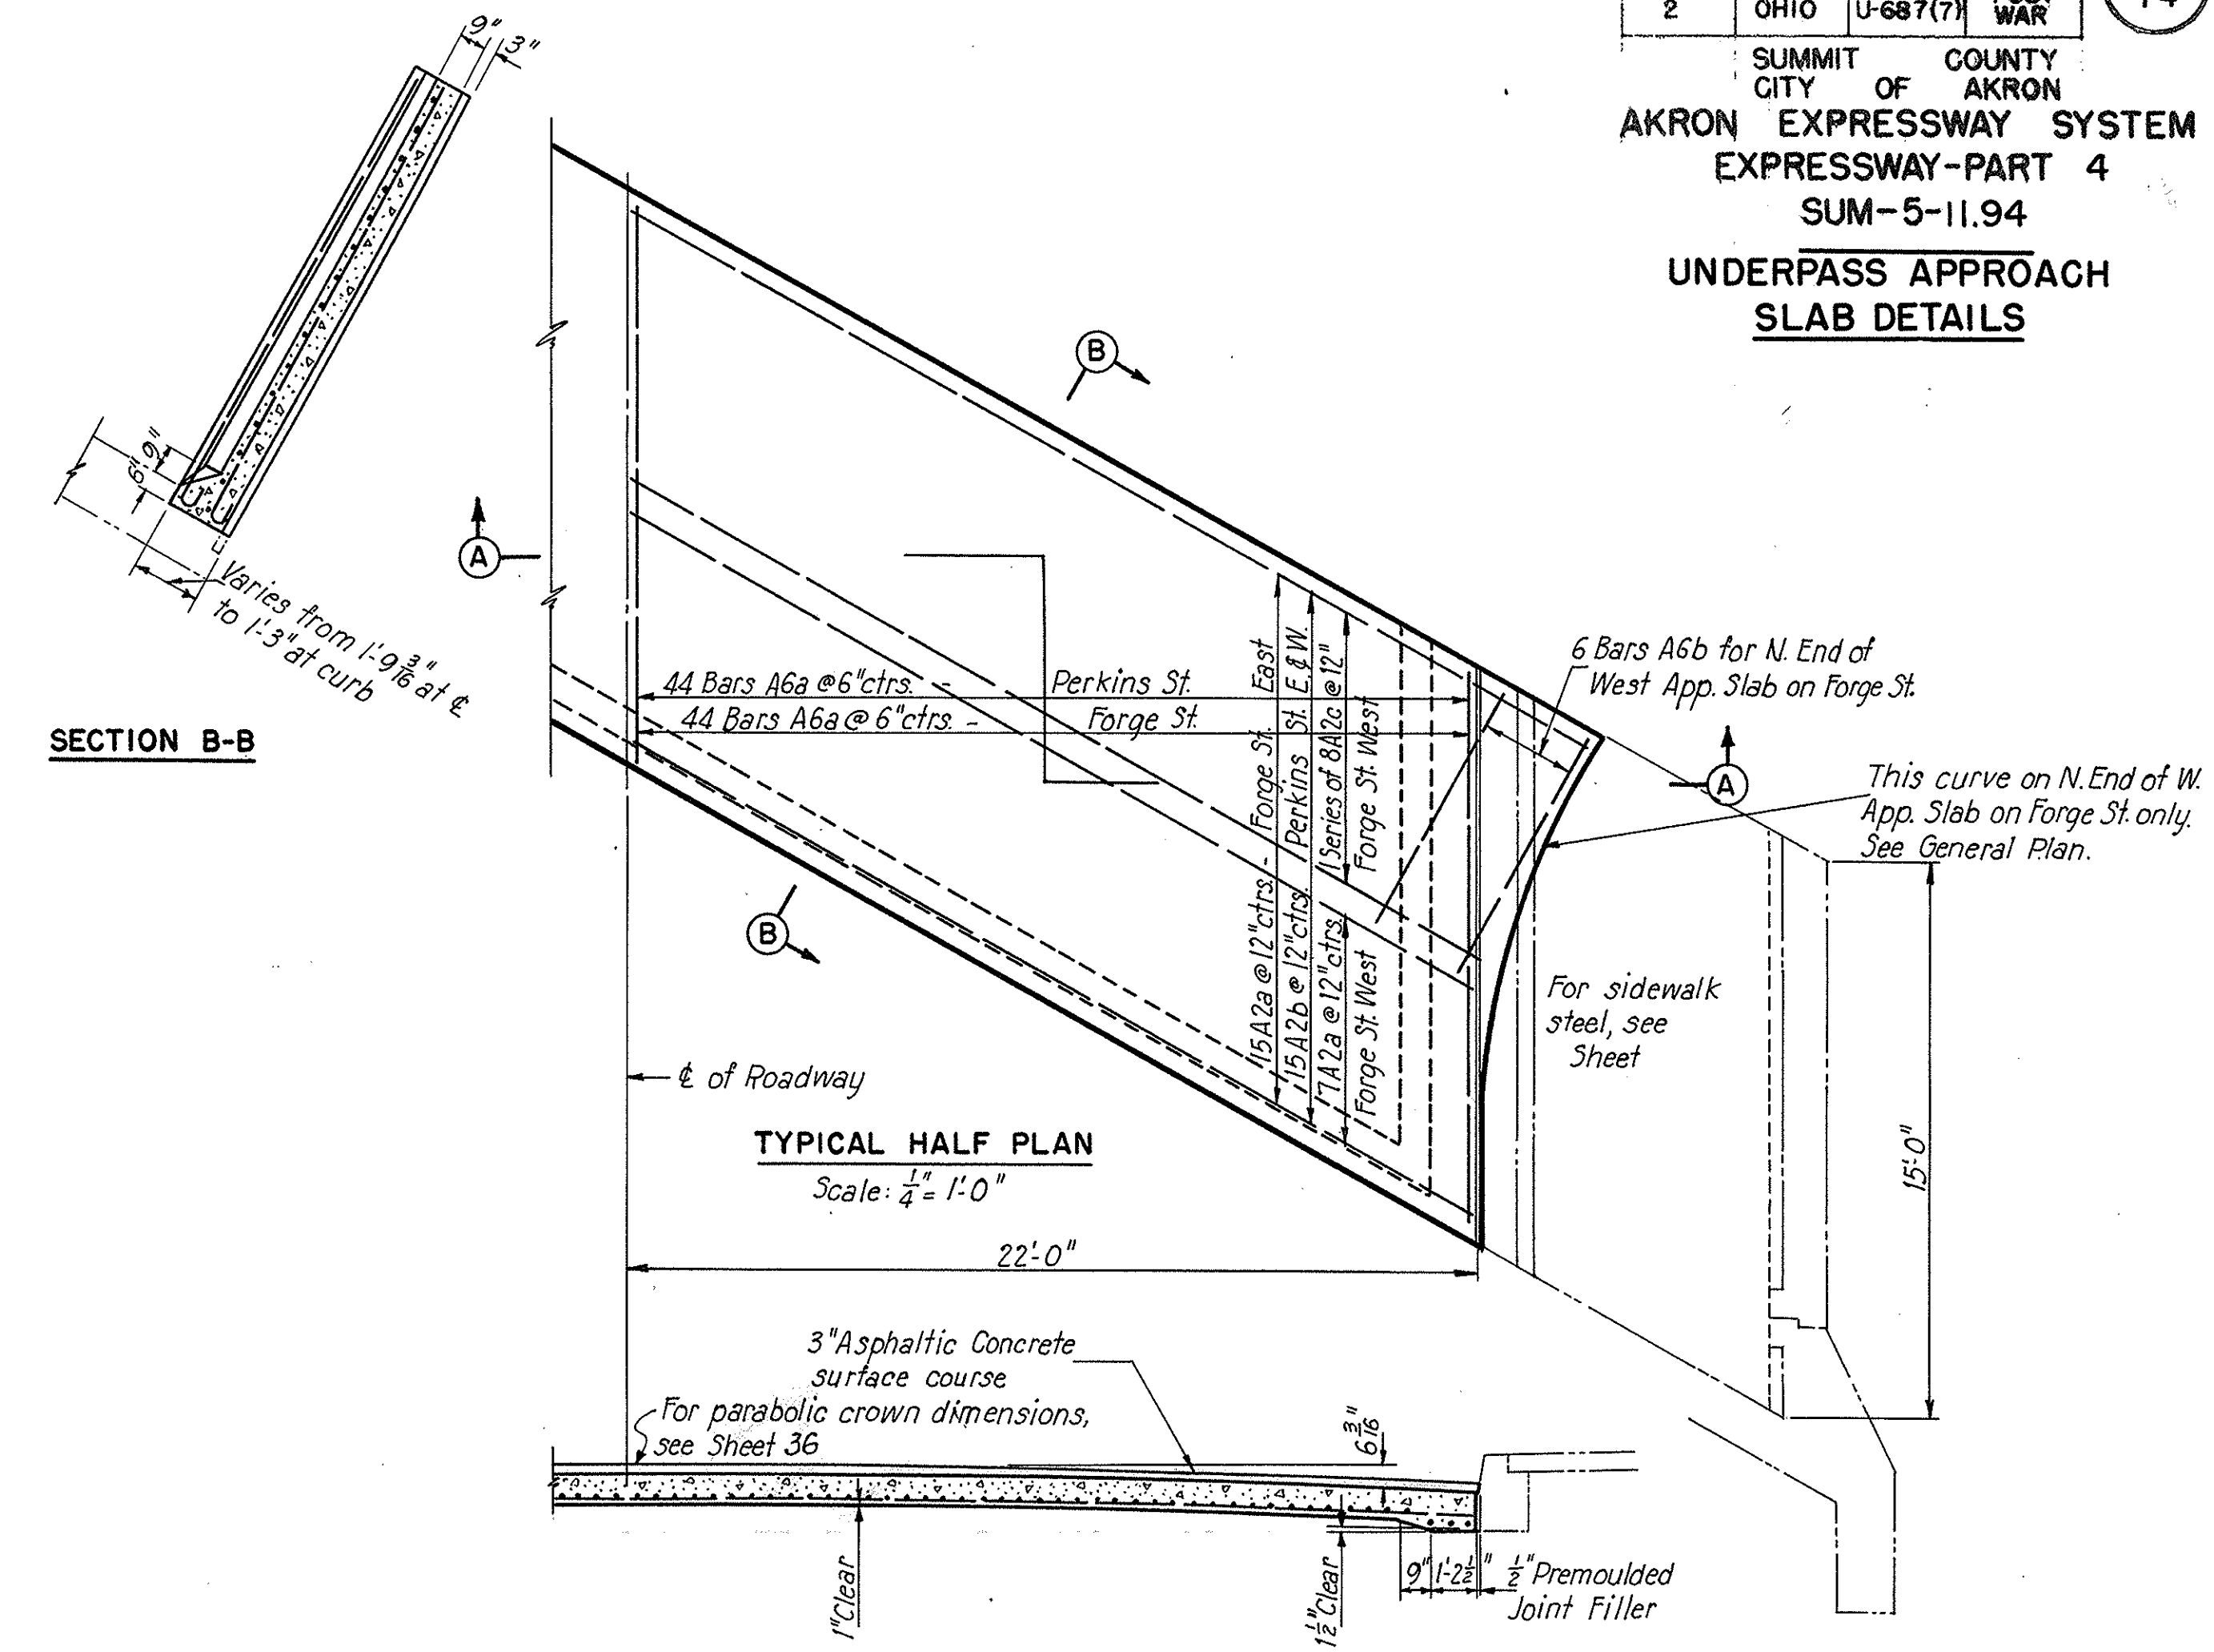 2 OHIO U-687(7) WAR
SUMMIT COUNTY
CITY OF AKRON
AKRON EXPRESSWAY SYSTEM
EXPRESSWAY-PART 4
SUM-5-11.94
UNDERPASS APPROACH
SLAB DETAILS
9"
3"
B
6"
9"
A
Varies from 1'-9 3/16" at ℄
to 1'-3" at curb
SECTION B-B
44 Bars A6a @ 6" ctrs. - Perkins St.
44 Bars A6a @ 6" ctrs. - Forge St.
15 A2a @ 12" ctrs. - Forge St. East
15 A2b @ 12" ctrs. Perkins St. E. & W.
1 Series of 8A2c @ 12"
Forge St. West
7 A2a @ 12" ctrs.
Forge St. West
6 Bars A6b for N. End of
West App. Slab on Forge St.
A
This curve on N. End of W.
App. Slab on Forge St. only.
See General Plan.
B
For sidewalk
steel, see
Sheet
℄ of Roadway
TYPICAL HALF PLAN
Scale: 1/4" = 1'-0"
15'-0"
22'-0"
3" Asphaltic Concrete
surface course
For parabolic crown dimensions,
see Sheet 36
6 3/16"
1" Clear
1 1/2" Clear
9" 1'-2 1/2" 1/2" Premoulded
Joint Filler